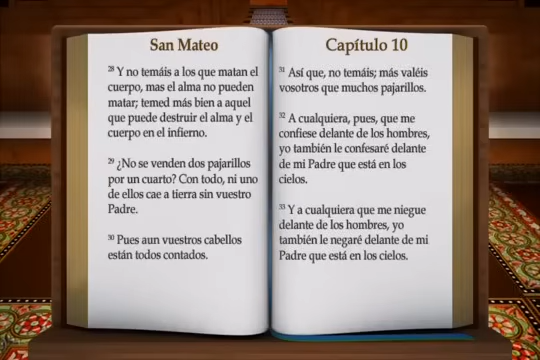 San Mateo
28 Y no temáis a los que matan el
cuerpo, mas el alma no pueden
matar; temed más bien a aquel
que puede destruir el alma y el
cuerpo en el infierno.
29 ¿No se venden dos pajarillos
por un cuarto? Con todo, ni uno
de ellos cae a tierra sin vuestro
Padre.
30 Pues aun vuestros cabellos
están todos contados.
Capítulo 10
31 Así que, no temáis; más valéis
vosotros que muchos pajarillos.
32 A cualquiera, pues, que me
confiese delante de los hombres,
yo también le confesaré delante
de mi Padre que está en los
cielos.
33 Y a cualquiera que me niegue
delante de los hombres, yo
también le negaré delante de mi
Padre que está en los cielos.